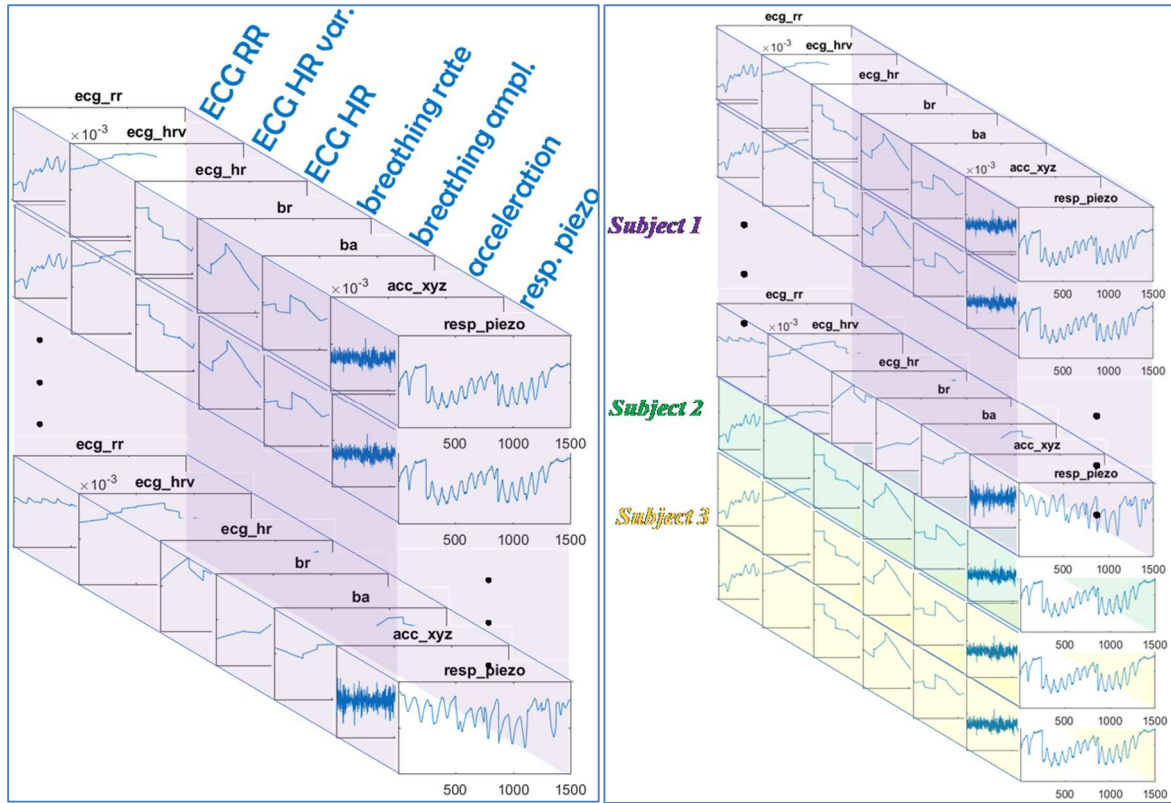 ECG RR
ECG HR var.
ECG HR
breathing rate
breathing ampl.
acceleration
resp. piezo
ecg_rr
×10⁻³ ecg_hrv
ecg_hr
br
ba
×10⁻³ acc_xyz
resp_piezo
500 1000 1500
500 1000 1500
ecg_rr
×10⁻³ ecg_hrv
ecg_hr
br
ba
acc_xyz
resp_piezo
500 1000 1500
ecg_rr
×10⁻³ ecg_hrv
ecg_hr
br
ba
×10⁻³ acc_xyz
resp_piezo
500 1000 1500
500 1000 1500
Subject 1
ecg_rr
×10⁻³ ecg_hrv
ecg_hr
br
ba
acc_xyz
resp_piezo
500 1000 1500
Subject 2
500 1000 1500
Subject 3
500 1000 1500
500 1000 1500